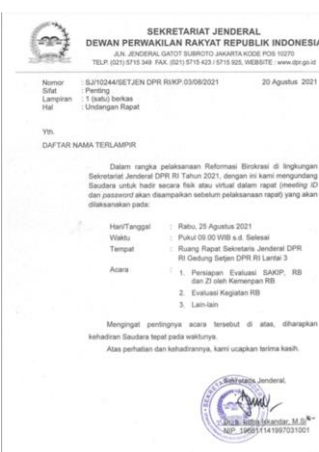 SEKRETARIAT JENDERAL
DEWAN PERWAKILAN RAKYAT REPUBLIK INDONESIA
JLN. JENDERAL GATOT SUBROTO JAKARTA KODE POS 10270
TELP. (021) 5715 349 FAX. (021) 5715 423 / 5715 925, WEBSITE : www.dpr.go.id
Nomor : SJ/10244/SETJEN DPR RI/KP.03/08/2021 20 Agustus 2021
Sifat : Penting
Lampiran : 1 (satu) berkas
Hal : Undangan Rapat
Yth.
DAFTAR NAMA TERLAMPIR
Dalam rangka pelaksanaan Reformasi Birokrasi di lingkungan
Sekretariat Jenderal DPR RI Tahun 2021, dengan ini kami mengundang
Saudara untuk hadir secara fisik atau virtual dalam rapat (meeting ID
dan password akan disampaikan sebelum pelaksanaan rapat) yang akan
dilaksanakan pada:
Hari/Tanggal : Rabu, 25 Agustus 2021
Waktu : Pukul 09.00 WIB s.d. Selesai
Tempat : Ruang Rapat Sekretaris Jenderal DPR
RI Gedung Setjen DPR RI Lantai 3
Acara : 1. Persiapan Evaluasi SAKIP, RB
dan ZI oleh Kemenpan RB
2. Evaluasi Kegiatan RB
3. Lain-lain
Mengingat pentingnya acara tersebut di atas, diharapkan
kehadiran Saudara tepat pada waktunya.
Atas perhatian dan kehadirannya, kami ucapkan terima kasih.
Sekretaris Jenderal,
Iskandar, M.Si
NIP. 196611141997031001